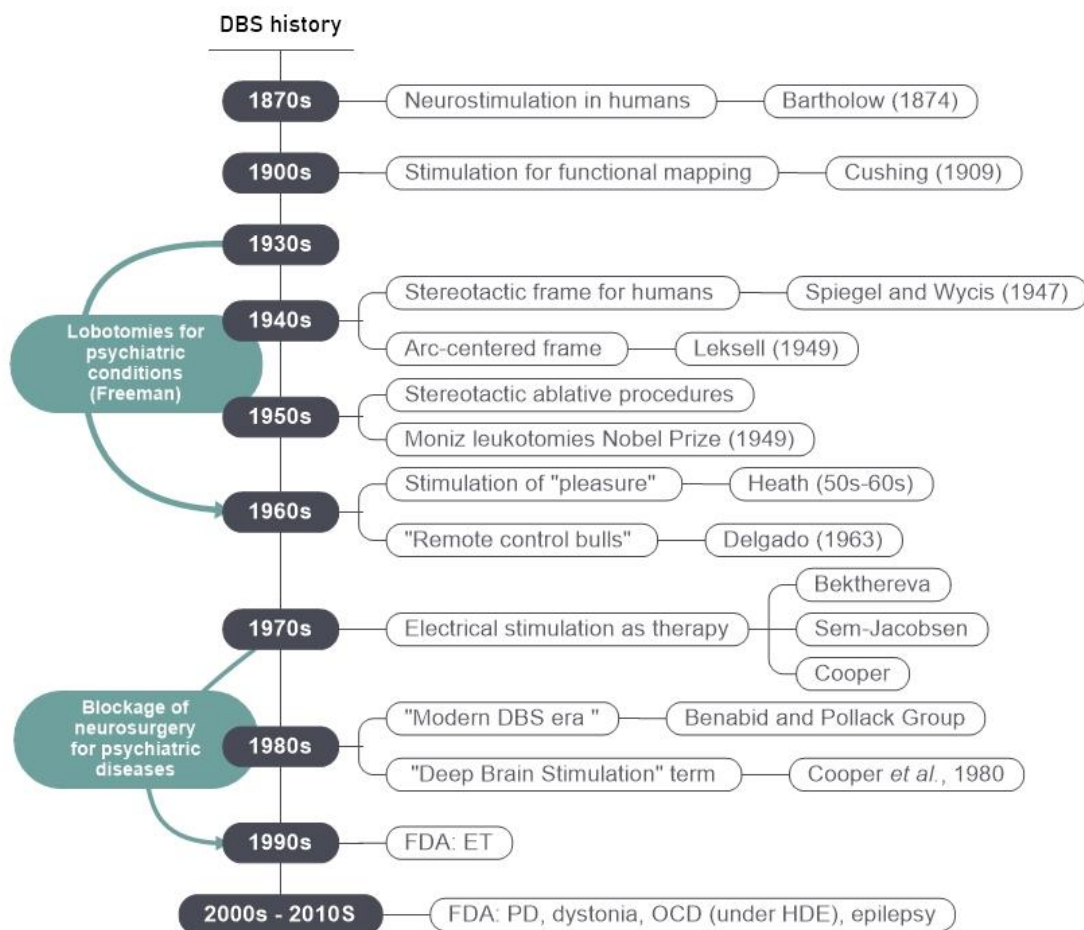 DBS history
1870s
Neurostimulation in humans
Bartholow (1874)
1900s
Stimulation for functional mapping
Cushing (1909)
1930s
Lobotomies for
psychiatric
conditions
(Freeman)
1940s
Stereotactic frame for humans
Spiegel and Wycis (1947)
Arc-centered frame
Leksell (1949)
1950s
Stereotactic ablative procedures
Moniz leukotomies Nobel Prize (1949)
1960s
Stimulation of "pleasure"
Heath (50s-60s)
"Remote control bulls"
Delgado (1963)
1970s
Electrical stimulation as therapy
Bekthereva
Sem-Jacobsen
Cooper
Blockage of
neurosurgery
for psychiatric
diseases
1980s
"Modern DBS era "
Benabid and Pollack Group
"Deep Brain Stimulation" term
Cooper et al., 1980
1990s
FDA: ET
2000s - 2010S
FDA: PD, dystonia, OCD (under HDE), epilepsy